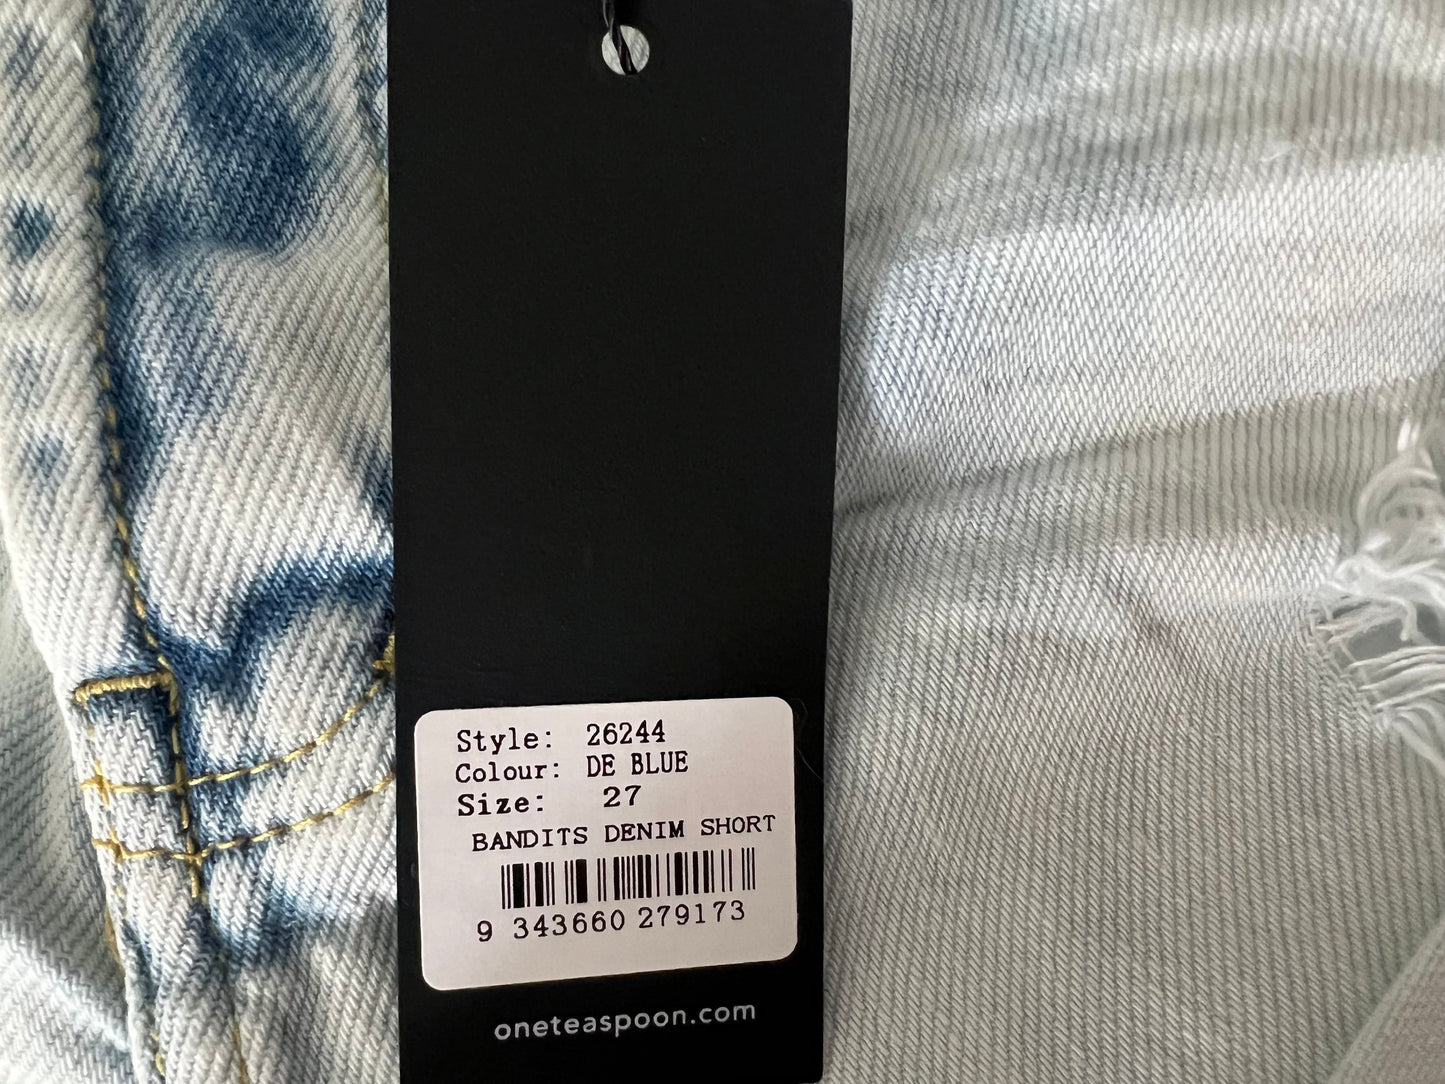 Style: 26244
Colour: DE BLUE
Size: 27
BANDITS DENIM SHORT
9 343660 279173
oneteaspoon.com